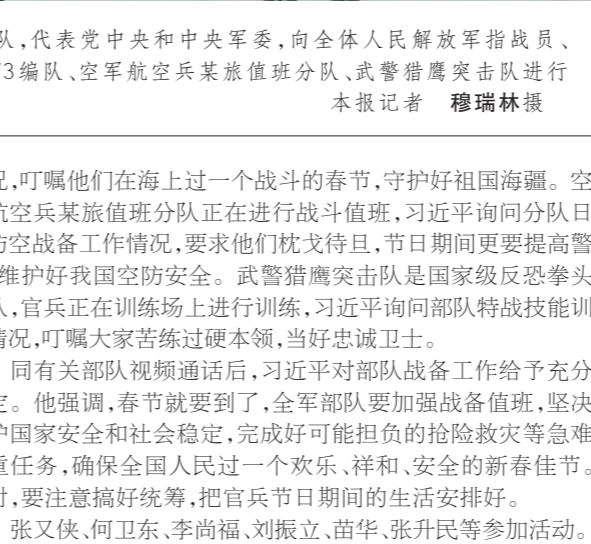 队,代表党中央和中央军委,向全体人民解放军指战员、
3编队、空军航空兵某旅值班分队、武警猎鹰突击队进行
本报记者　穆瑞林摄
况,叮嘱他们在海上过一个战斗的春节,守护好祖国海疆。空
航空兵某旅值班分队正在进行战斗值班,习近平询问分队日
防空战备工作情况,要求他们枕戈待旦,节日期间更要提高警
维护好我国空防安全。武警猎鹰突击队是国家级反恐拳头
人,官兵正在训练场上进行训练,习近平询问部队特战技能训
情况,叮嘱大家苦练过硬本领,当好忠诚卫士。
同有关部队视频通话后,习近平对部队战备工作给予充分
定。他强调,春节就要到了,全军部队要加强战备值班,坚决
护国家安全和社会稳定,完成好可能担负的抢险救灾等急难
重任务,确保全国人民过一个欢乐、祥和、安全的新春佳节。
时,要注意搞好统筹,把官兵节日期间的生活安排好。
张又侠、何卫东、李尚福、刘振立、苗华、张升民等参加活动。